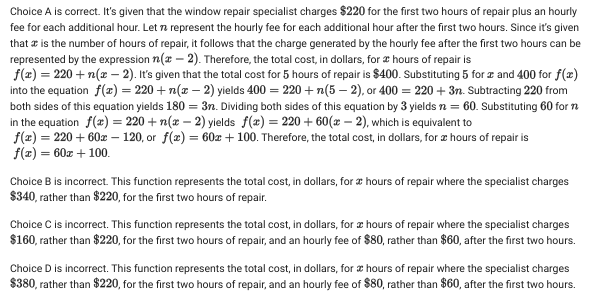 Choice A is correct. It's given that the window repair specialist charges $220 for the first two hours of repair plus an hourly
fee for each additional hour. Let n represent the hourly fee for each additional hour after the first two hours. Since it's given
that x is the number of hours of repair, it follows that the charge generated by the hourly fee after the first two hours can be
represented by the expression n(x − 2). Therefore, the total cost, in dollars, for x hours of repair is
f(x) = 220 + n(x − 2). It's given that the total cost for 5 hours of repair is $400. Substituting 5 for x and 400 for f(x)
into the equation f(x) = 220 + n(x − 2) yields 400 = 220 + n(5 − 2), or 400 = 220 + 3n. Subtracting 220 from
both sides of this equation yields 180 = 3n. Dividing both sides of this equation by 3 yields n = 60. Substituting 60 for n
in the equation f(x) = 220 + n(x − 2) yields f(x) = 220 + 60(x − 2), which is equivalent to
f(x) = 220 + 60x − 120, or f(x) = 60x + 100. Therefore, the total cost, in dollars, for x hours of repair is
f(x) = 60x + 100.
Choice B is incorrect. This function represents the total cost, in dollars, for x hours of repair where the specialist charges
$340, rather than $220, for the first two hours of repair.
Choice C is incorrect. This function represents the total cost, in dollars, for x hours of repair where the specialist charges
$160, rather than $220, for the first two hours of repair, and an hourly fee of $80, rather than $60, after the first two hours.
Choice D is incorrect. This function represents the total cost, in dollars, for x hours of repair where the specialist charges
$380, rather than $220, for the first two hours of repair, and an hourly fee of $80, rather than $60, after the first two hours.